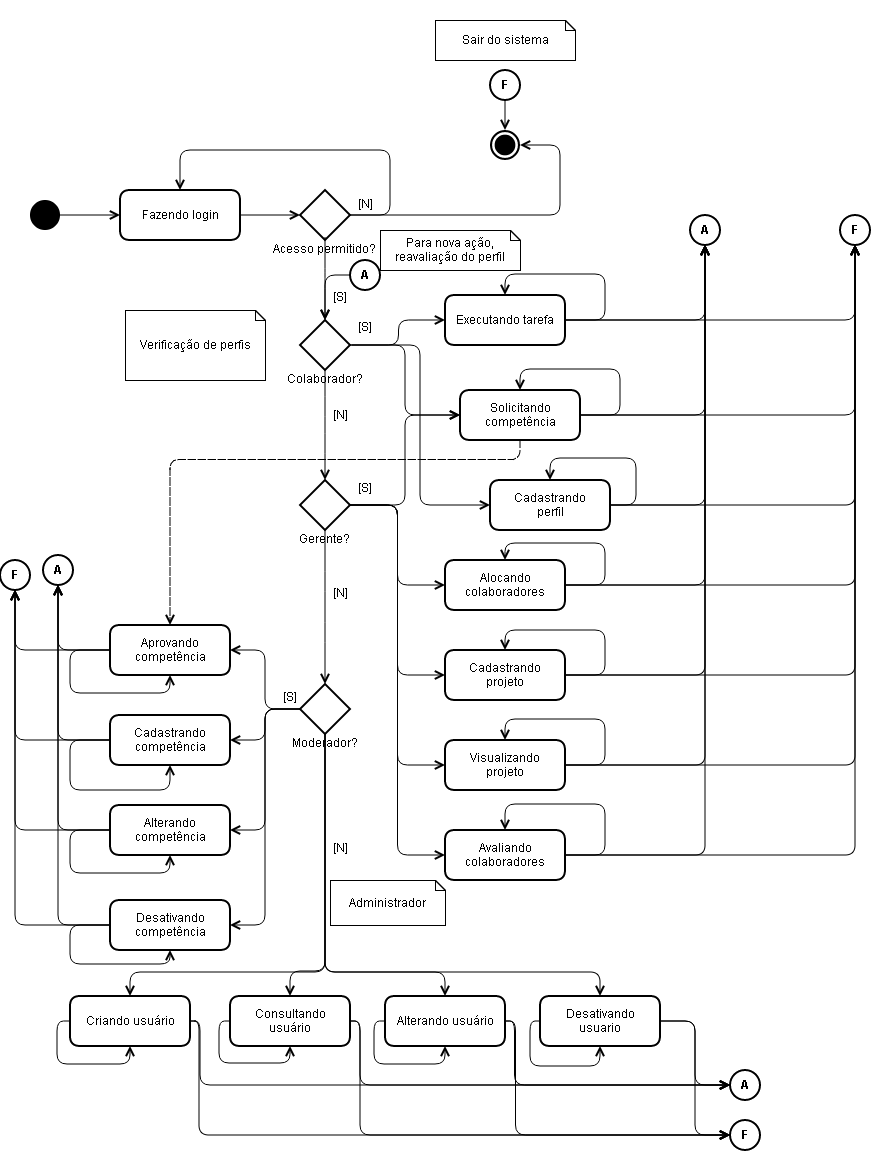 Sair do sistema
F
Fazendo login
[N]
Acesso permitido?
Para nova ação,
reavaliação do perfil
A
A
F
[S]
Verificação de perfis
[S]
Colaborador?
Executando tarefa
[N]
Solicitando
competência
[S]
Gerente?
Cadastrando
perfil
F
A
[N]
Alocando
colaboradores
Aprovando
competência
Cadastrando
projeto
[S]
Moderador?
Cadastrando
competência
Visualizando
projeto
Alterando
competência
[N]
Avaliando
colaboradores
Administrador
Desativando
competência
Criando usuário
Consultando
usuário
Alterando usuário
Desativando
usuario
A
F